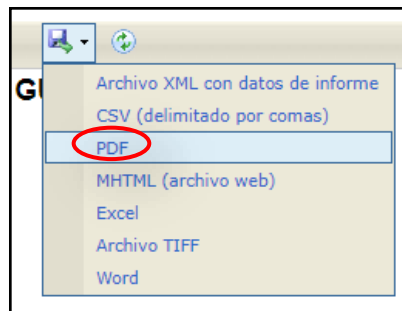 GU
Archivo XML con datos de informe
CSV (delimitado por comas)
PDF
MHTML (archivo web)
Excel
Archivo TIFF
Word